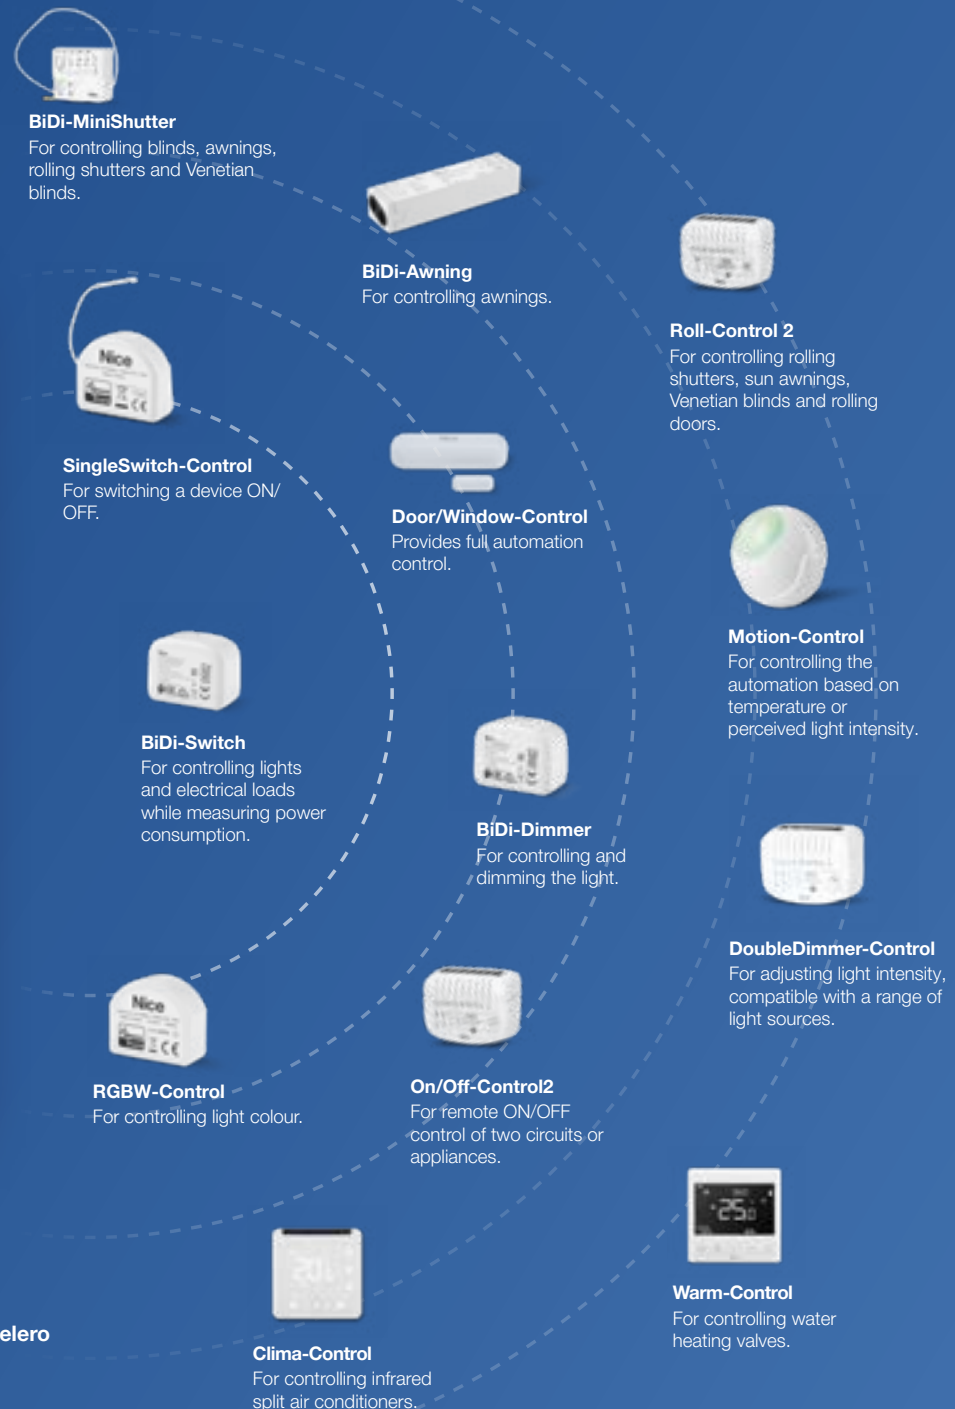 BiDi-MiniShutter
For controlling blinds, awnings,
rolling shutters and Venetian
blinds.
BiDi-Awning
For controlling awnings.
Roll-Control 2
For controlling rolling
shutters, sun awnings,
Venetian blinds and rolling
doors.
Nice
SingleSwitch-Control
For switching a device ON/
OFF.
Door/Window-Control
Provides full automation
control.
Motion-Control
For controlling the
automation based on
temperature or
perceived light intensity.
BiDi-Switch
For controlling lights
and electrical loads
while measuring power
consumption.
BiDi-Dimmer
For controlling and
dimming the light.
DoubleDimmer-Control
For adjusting light intensity,
compatible with a range of
light sources.
Nice
RGBW-Control
For controlling light colour.
On/Off-Control2
For remote ON/OFF
control of two circuits or
appliances.
Warm-Control
For controlling water
heating valves.
elero
Clima-Control
For controlling infrared
split air conditioners.